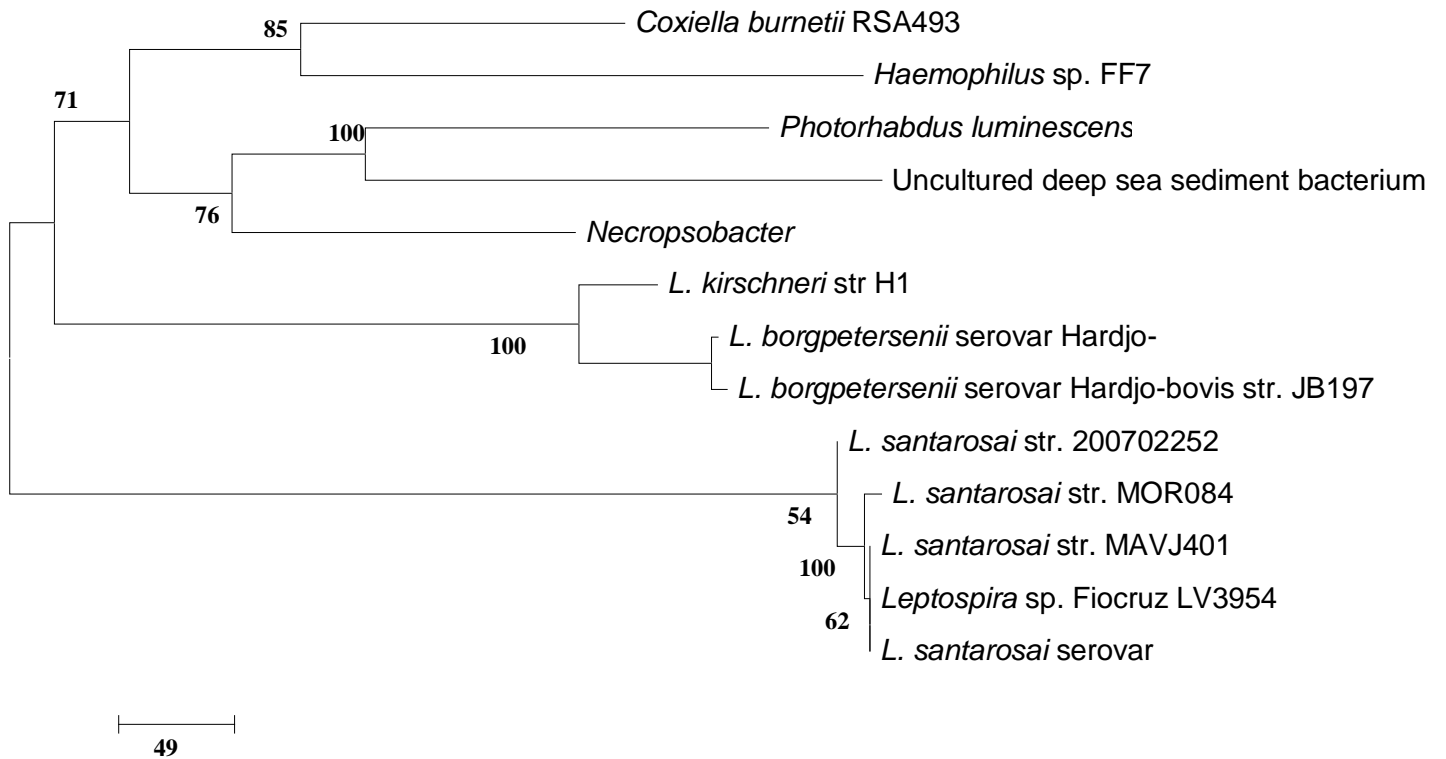 85
Coxiella burnetii RSA493
Haemophilus sp. FF7
71
100
Photorhabdus luminescens
Uncultured deep sea sediment bacterium
76
Necropsobacter
L. kirschneri str H1
100
L. borgpetersenii serovar Hardjo-
L. borgpetersenii serovar Hardjo-bovis str. JB197
L. santarosai str. 200702252
54
L. santarosai str. MOR084
L. santarosai str. MAVJ401
100
Leptospira sp. Fiocruz LV3954
62
L. santarosai serovar
49